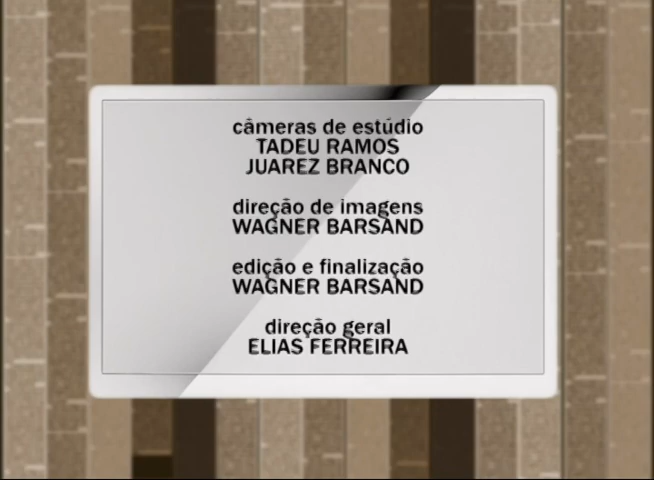 câmeras de estúdio
TADEU RAMOS
JUAREZ BRANCO
direção de imagens
WAGNER BARSAND
edição e finalização
WAGNER BARSAND
direção geral
ELIAS FERREIRA